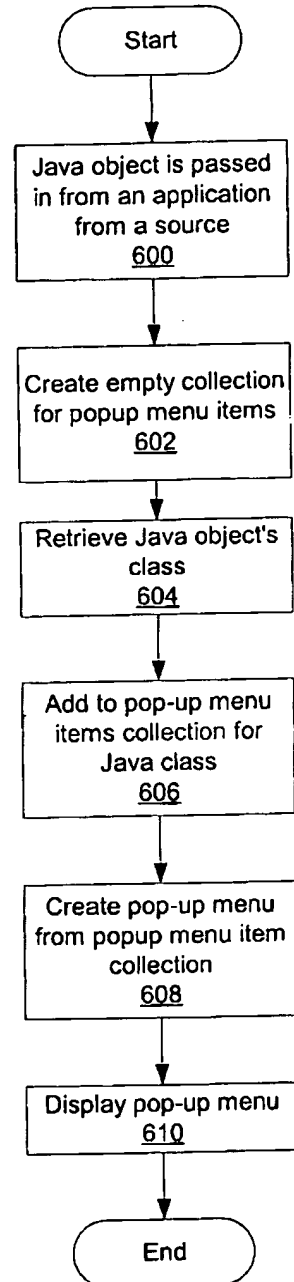 Start
Java object is passed
in from an application
from a source
600
Create empty collection
for popup menu items
602
Retrieve Java object's
class
604
Add to pop-up menu
items collection for
Java class
606
Create pop-up menu
from popup menu item
collection
608
Display pop-up menu
610
End